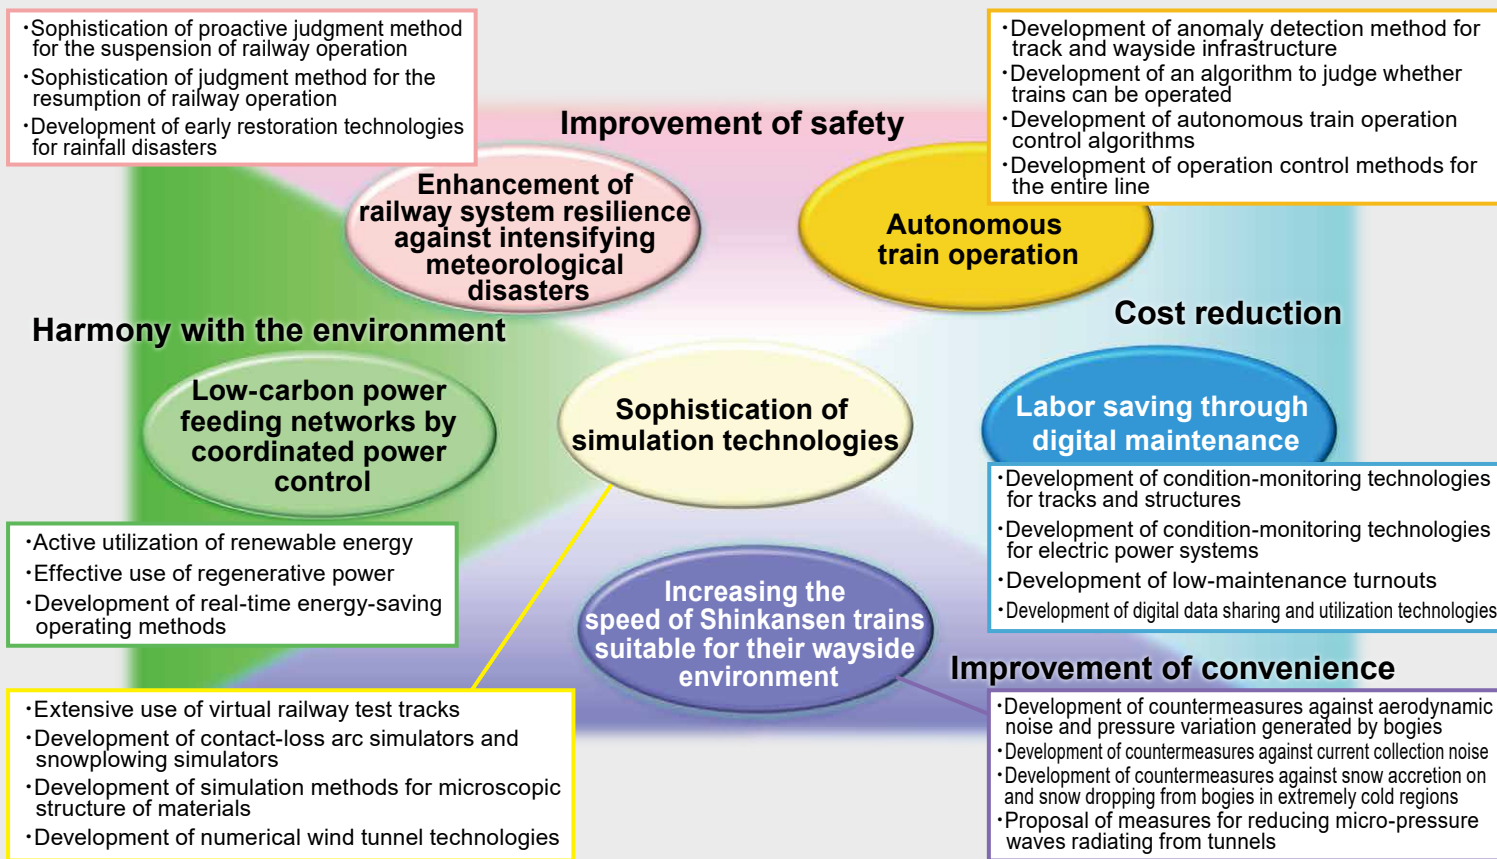 ・Sophistication of proactive judgment method
for the suspension of railway operation
・Sophistication of judgment method for the
resumption of railway operation
・Development of early restoration technologies
for rainfall disasters
・Development of anomaly detection method for
track and wayside infrastructure
・Development of an algorithm to judge whether
trains can be operated
・Development of autonomous train operation
control algorithms
・Development of operation control methods for
the entire line
Improvement of safety
Enhancement of
railway system resilience
against intensifying
meteorological
disasters
Autonomous
train operation
Harmony with the environment
Cost reduction
Low-carbon power
feeding networks by
coordinated power
control
Sophistication of
simulation technologies
Labor saving through
digital maintenance
・Active utilization of renewable energy
・Effective use of regenerative power
・Development of real-time energy-saving
operating methods
・Development of condition-monitoring technologies
for tracks and structures
・Development of condition-monitoring technologies
for electric power systems
・Development of low-maintenance turnouts
・Development of digital data sharing and utilization technologies
Increasing the
speed of Shinkansen trains
suitable for their wayside
environment
Improvement of convenience
・Extensive use of virtual railway test tracks
・Development of contact-loss arc simulators and
snowplowing simulators
・Development of simulation methods for microscopic
structure of materials
・Development of numerical wind tunnel technologies
・Development of countermeasures against aerodynamic
noise and pressure variation generated by bogies
・Development of countermeasures against current collection noise
・Development of countermeasures against snow accretion on
and snow dropping from bogies in extremely cold regions
・Proposal of measures for reducing micro-pressure
waves radiating from tunnels